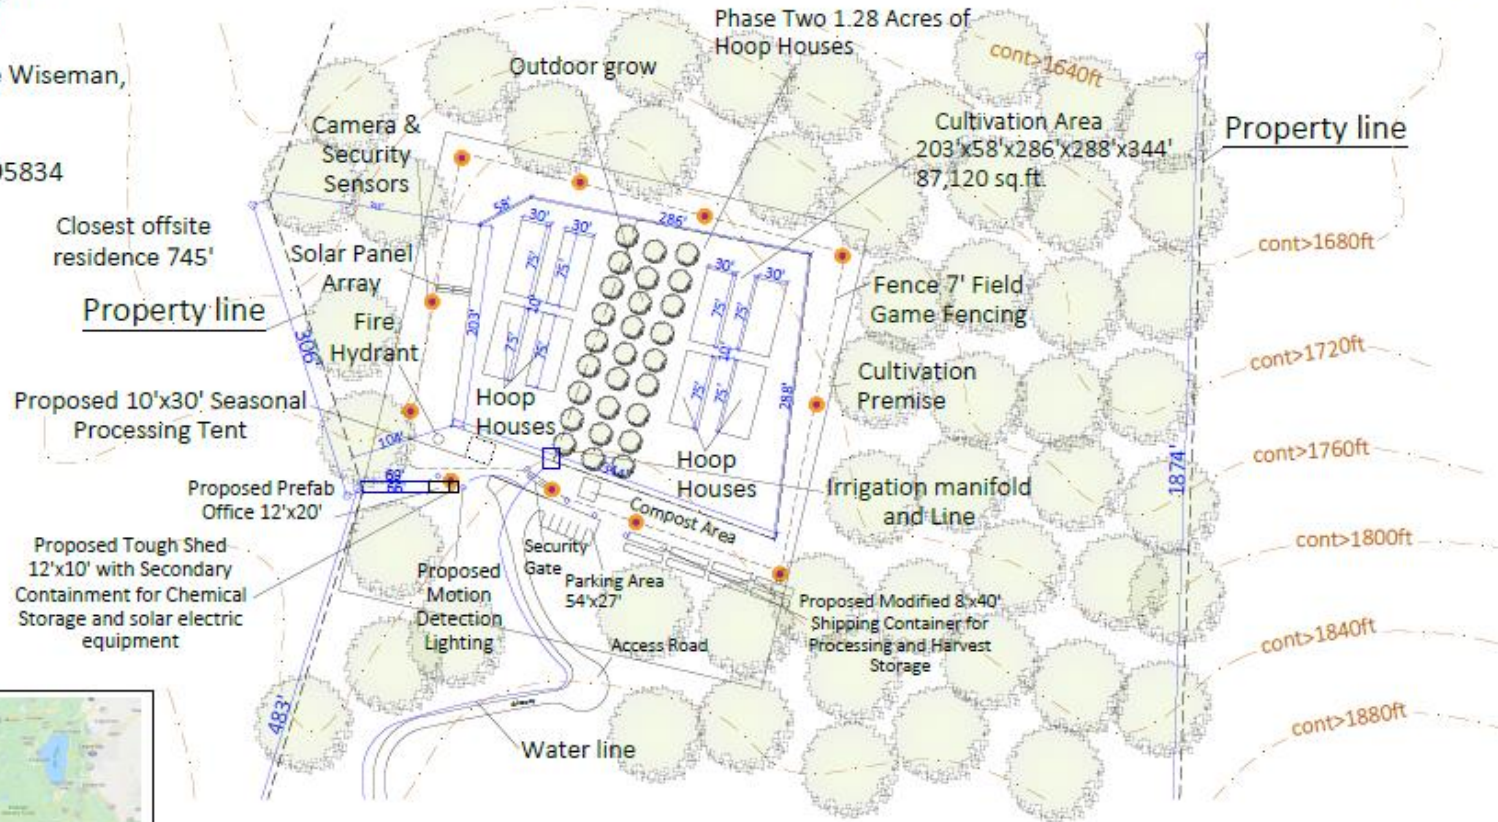 Wiseman,
95834
Phase Two 1.28 Acres of
Hoop Houses
Outdoor grow
cont>1640ft
Camera &
Security
Sensors
Cultivation Area
203'x58'x286'x288'x344'
87,120 sq.ft.
Property line
Closest offsite
residence 745'
Solar Panel
Array
Property line
Fire
Hydrant
58'
286'
30'
30'
75'
75'
10'
75'
75'
30'
30'
75'
75'
10'
75'
75'
203'
288'
306'
cont>1680ft
Fence 7' Field
Game Fencing
cont>1720ft
Cultivation
Premise
Proposed 10'x30' Seasonal
Processing Tent
Hoop
Houses
Hoop
Houses
104'
344'
69'
66'
cont>1760ft
1874'
Proposed Prefab
Office 12'x20'
Irrigation manifold
and Line
Compost Area
cont>1800ft
Proposed Tough Shed
12'x10' with Secondary
Containment for Chemical
Storage and solar electric
equipment
Proposed
Motion
Detection
Lighting
Security
Gate
Parking Area
54'x27'
Proposed Modified 8'x40'
Shipping Container for
Processing and Harvest
Storage
Access Road
cont>1840ft
483'
cont>1880ft
Water line